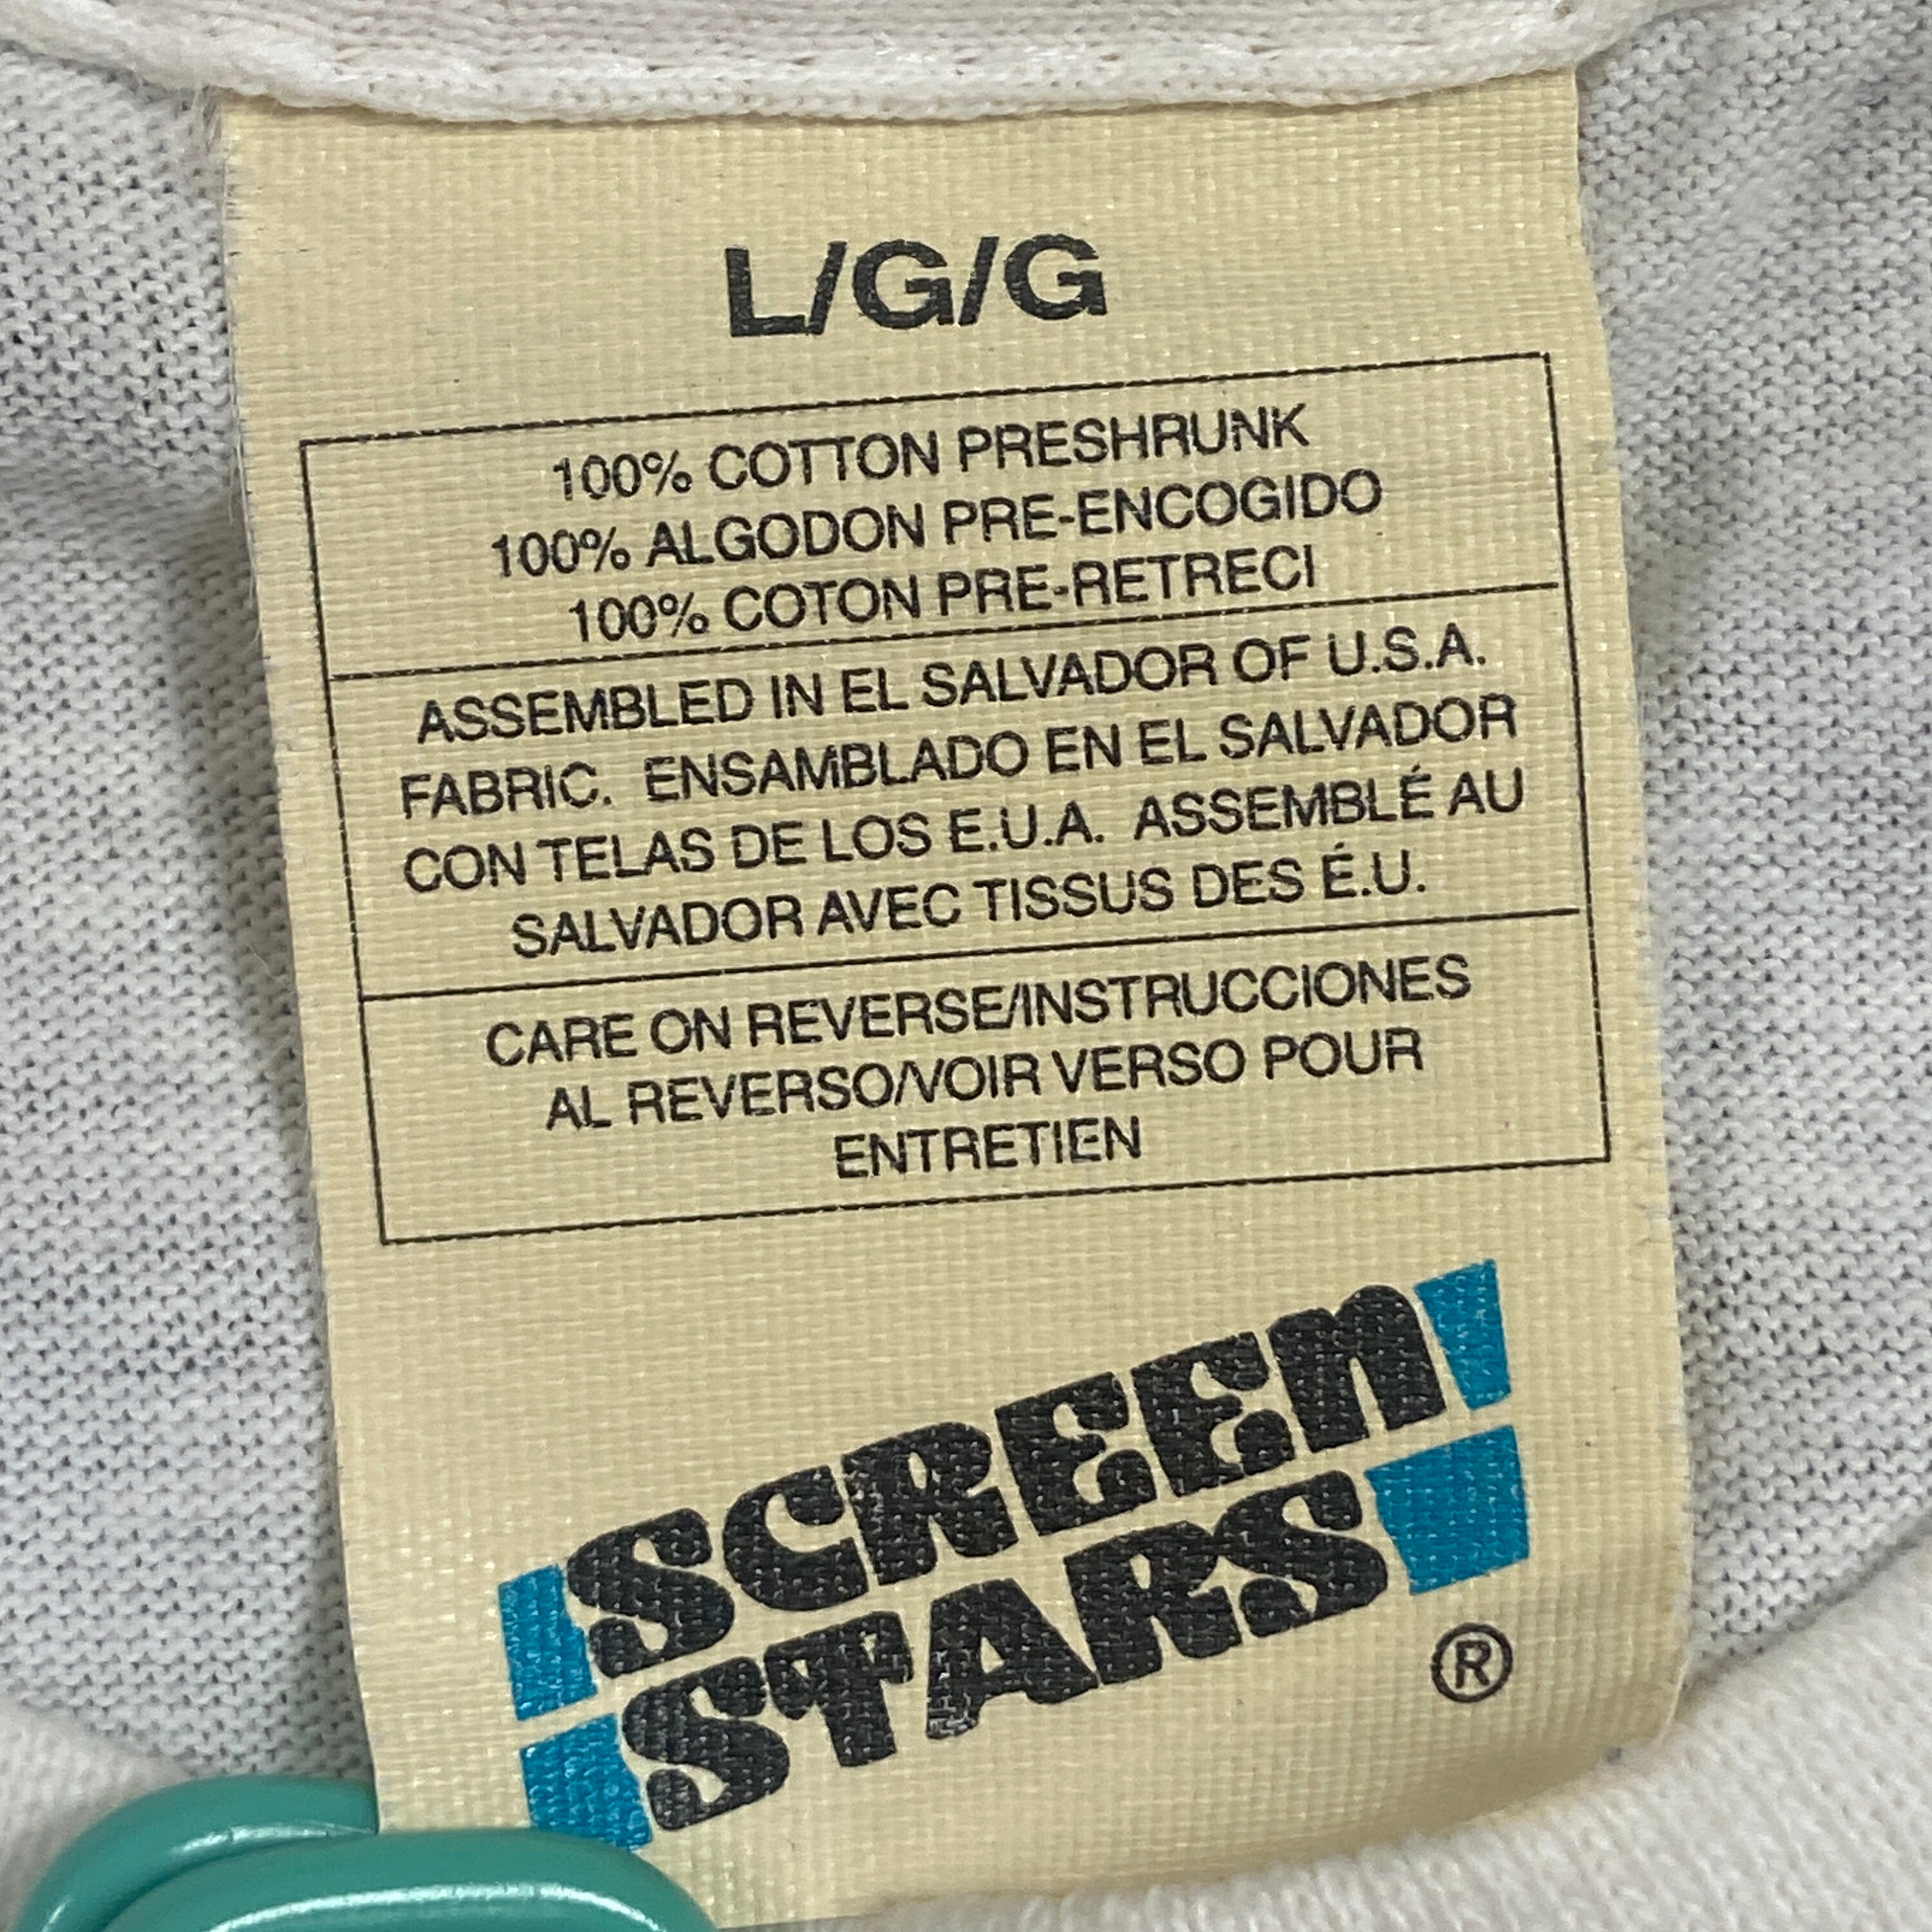 L/G/G
100% COTTON PRESHRUNK
100% ALGODON PRE-ENCOGIDO
100% COTON PRE-RETRECI
ASSEMBLED IN EL SALVADOR OF U.S.A.
FABRIC. ENSAMBLADO EN EL SALVADOR
CON TELAS DE LOS E.U.A. ASSEMBLÉ AU
SALVADOR AVEC TISSUS DES É.U.
CARE ON REVERSE/INSTRUCCIONES
AL REVERSO/VOIR VERSO POUR
ENTRETIEN
SCREEN
STARS
®